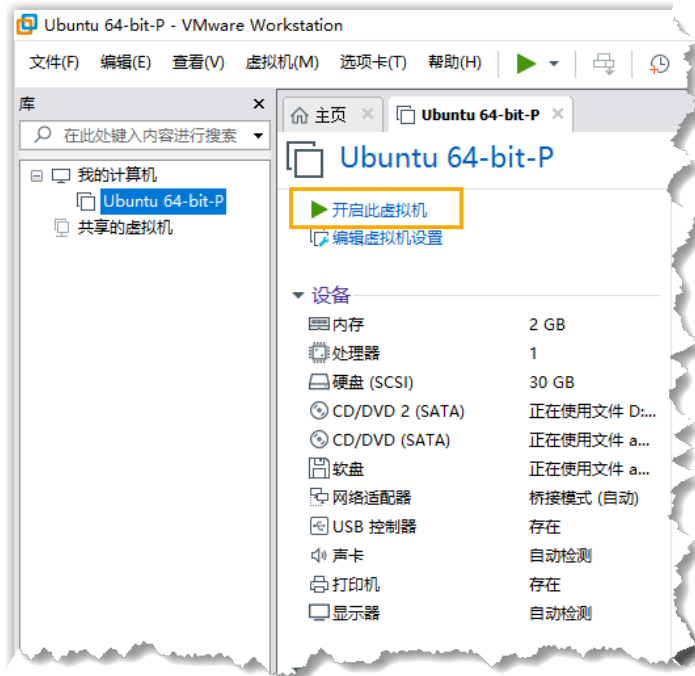 Ubuntu 64-bit-P - VMware Workstation
文件(F) 编辑(E) 查看(V) 虚拟机(M) 选项卡(T) 帮助(H)
库
在此处键入内容进行搜索
我的计算机
Ubuntu 64-bit-P
共享的虚拟机
主页 Ubuntu 64-bit-P
Ubuntu 64-bit-P
开启此虚拟机
编辑虚拟机设置
设备
内存 2 GB
处理器 1
硬盘 (SCSI) 30 GB
CD/DVD 2 (SATA) 正在使用文件 D:...
CD/DVD (SATA) 正在使用文件 a...
软盘 正在使用文件 a...
网络适配器 桥接模式 (自动)
USB 控制器 存在
声卡 自动检测
打印机 存在
显示器 自动检测